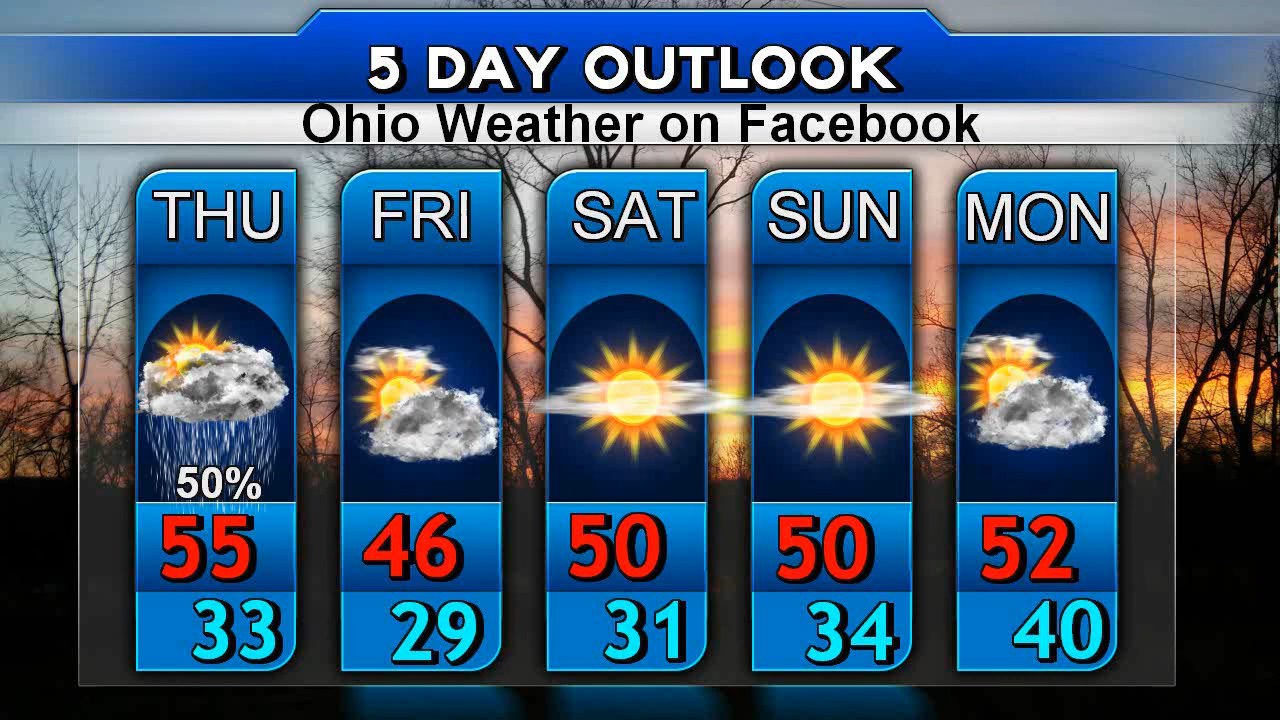 5 DAY OUTLOOK
Ohio Weather on Facebook
THU FRI SAT SUN MON
50%
55 46 50 50 52
33 29 31 34 40